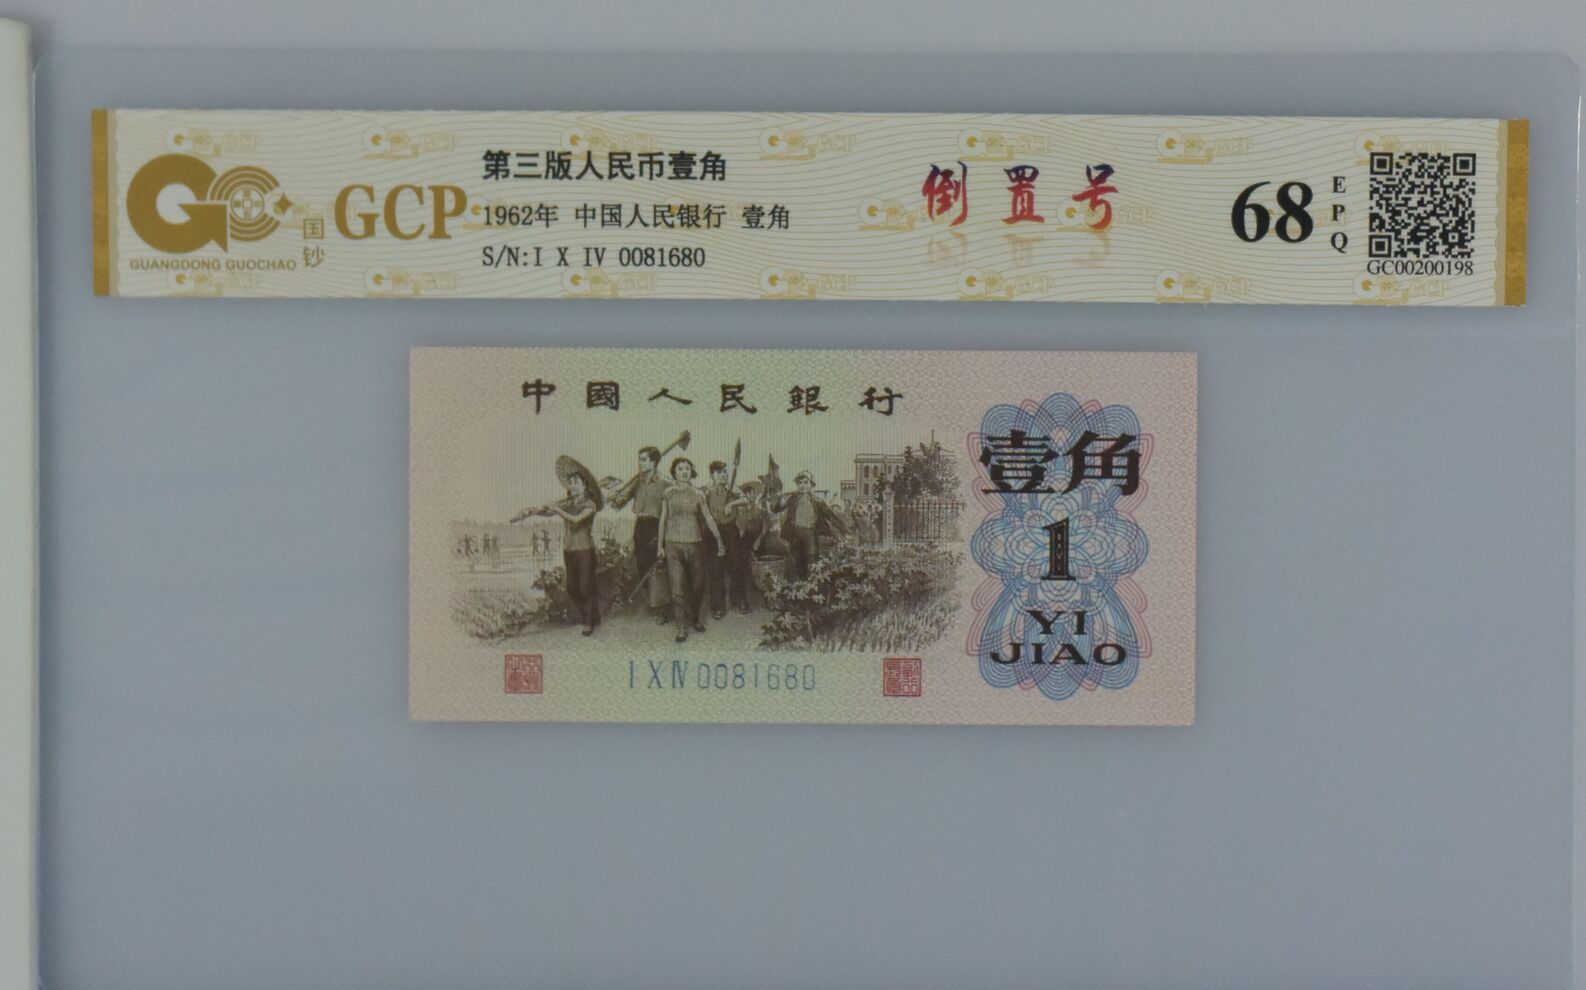 GUANGDONG GUOCHAO
国钞
GCP
第三版人民币壹角
1962年 中国人民银行 壹角
S/N:I X IV 0081680
倒置号
68
EPQ
GC00200198
中國人民銀行
壹角
1
YI
JIAO
I X IV 0081680